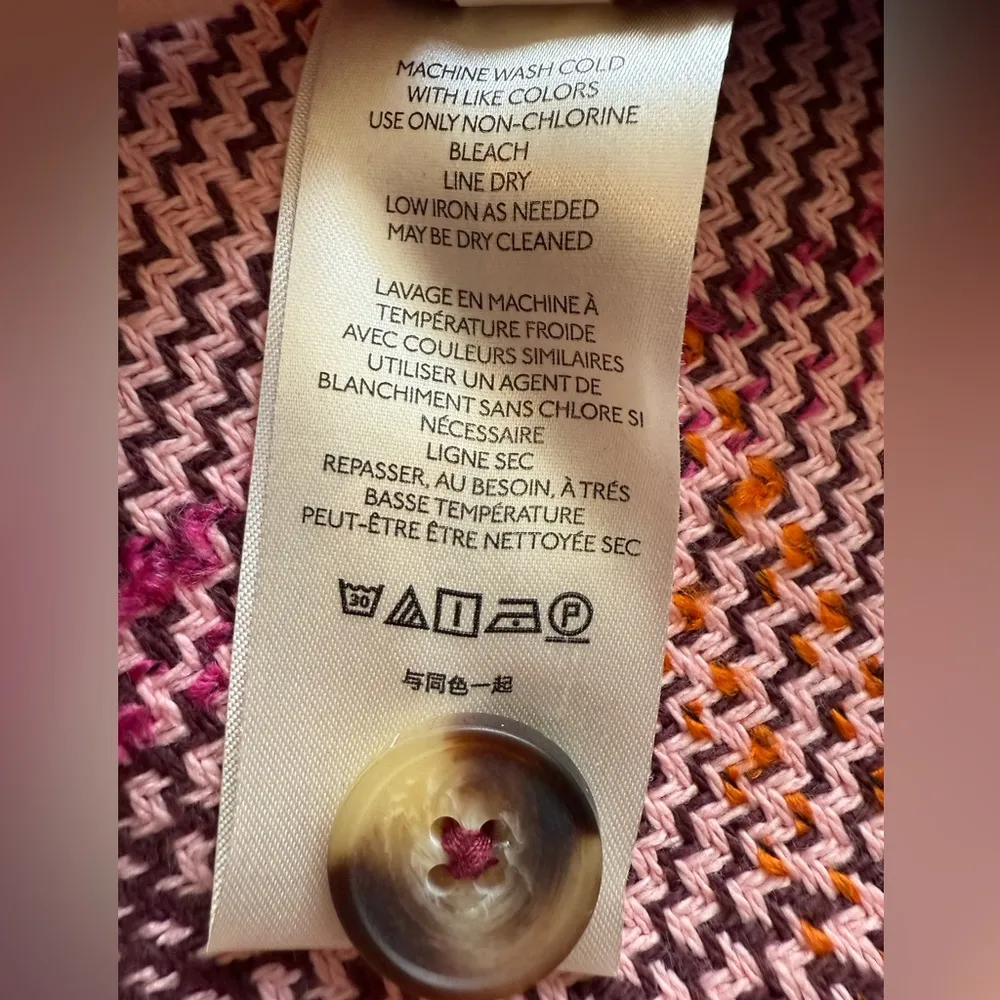 MACHINE WASH COLD
WITH LIKE COLORS
USE ONLY NON-CHLORINE
BLEACH
LINE DRY
LOW IRON AS NEEDED
MAY BE DRY CLEANED
LAVAGE EN MACHINE À
TEMPÉRATURE FROIDE
AVEC COULEURS SIMILAIRES
UTILISER UN AGENT DE
BLANCHIMENT SANS CHLORE SI
NÉCESSAIRE
LIGNE SEC
REPASSER, AU BESOIN, À TRÉS
BASSE TEMPÉRATURE
PEUT-ÊTRE ÊTRE NETTOYÉE SEC
30 P
与同色一起